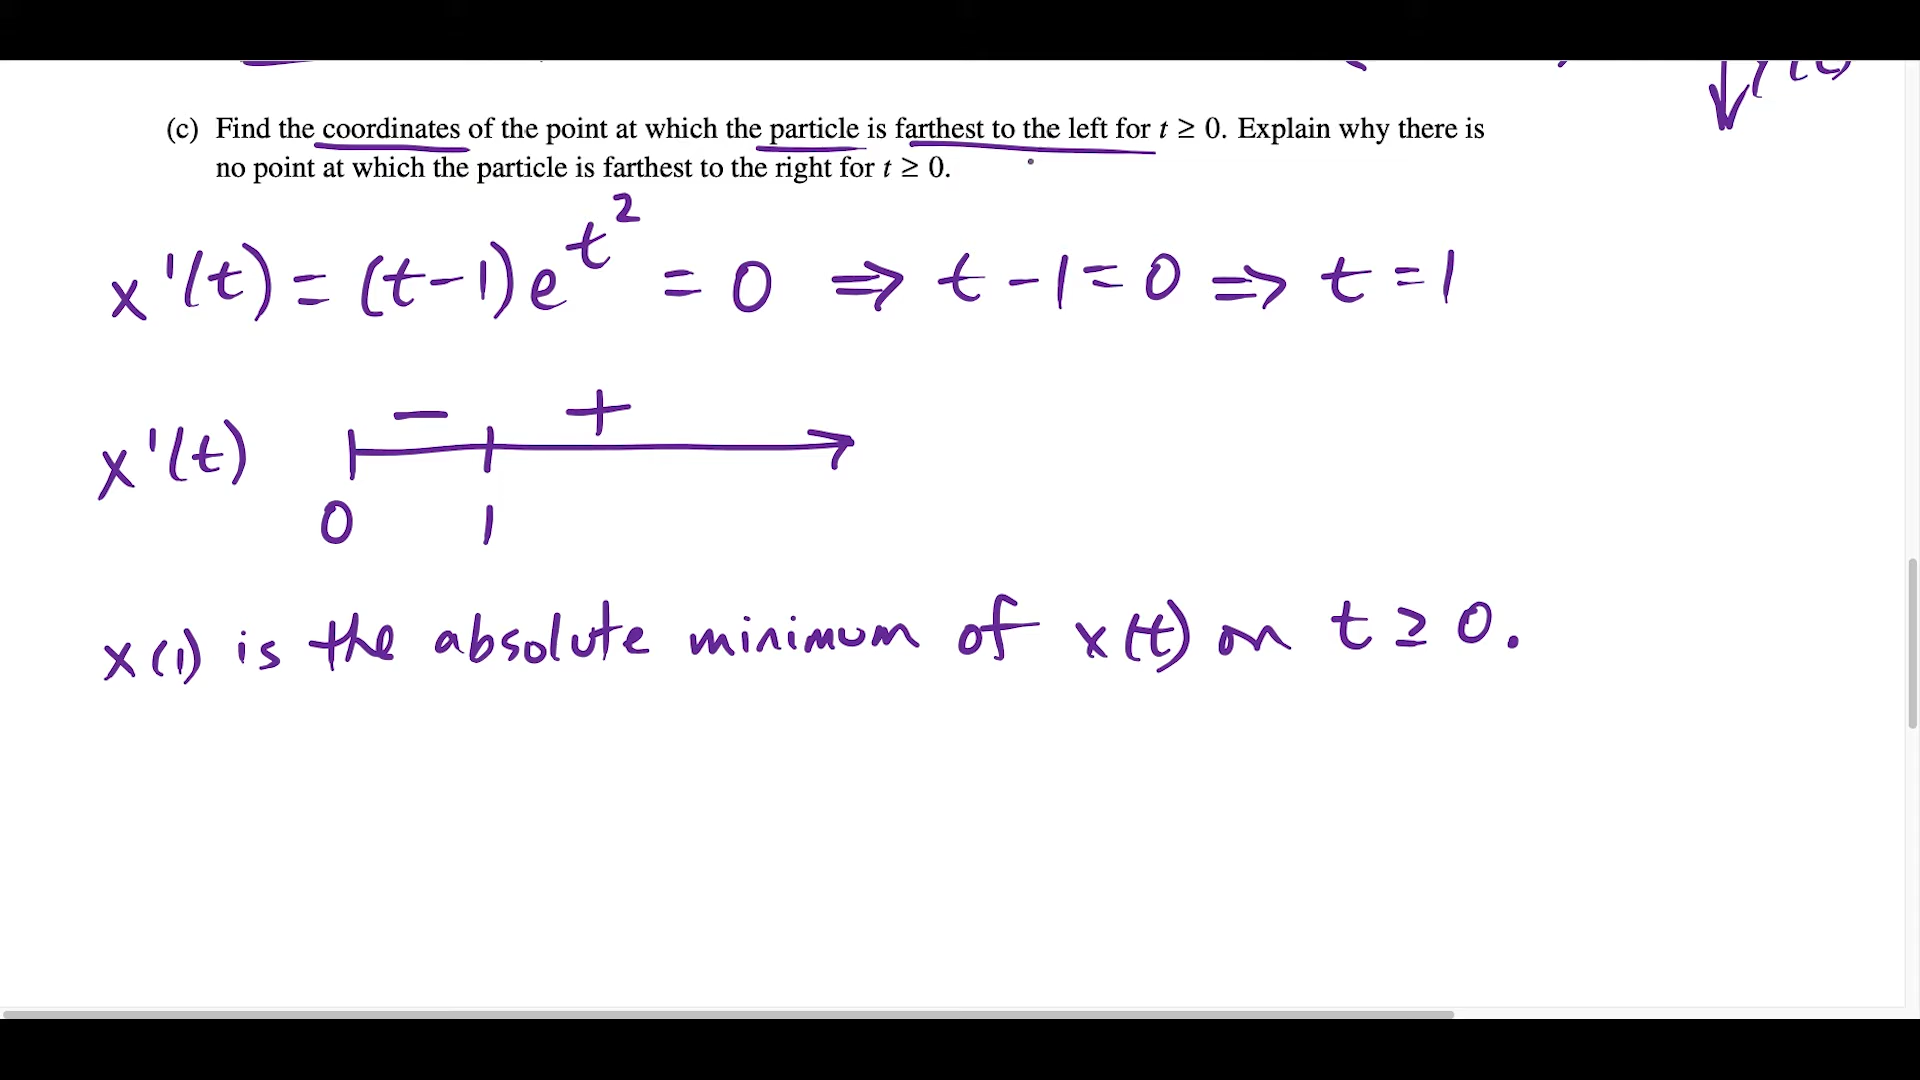 (c) Find the coordinates of the point at which the particle is farthest to the left for t ≥ 0. Explain why there is
no point at which the particle is farthest to the right for t ≥ 0.
x'(t) = (t-1)e^{t^2} = 0 ⇒ t-1=0 ⇒ t=1
x'(t) - +
0 1
x(1) is the absolute minimum of x(t) on t ≥ 0.